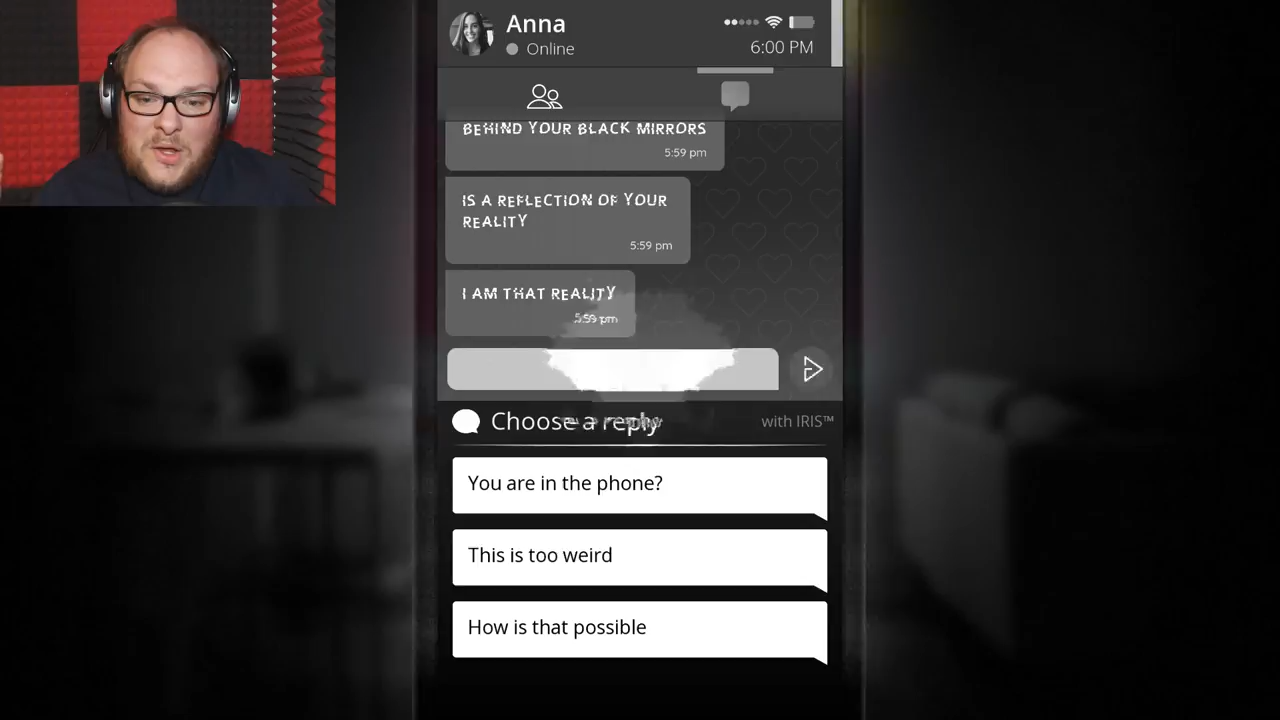 Anna
Online
6:00 PM
BEHIND YOUR BLACK MIRRORS
5:59 pm
IS A REFLECTION OF YOUR
REALITY
5:59 pm
I AM THAT REALITY
5:59 pm
Choose a reply
with IRIS™
You are in the phone?
This is too weird
How is that possible